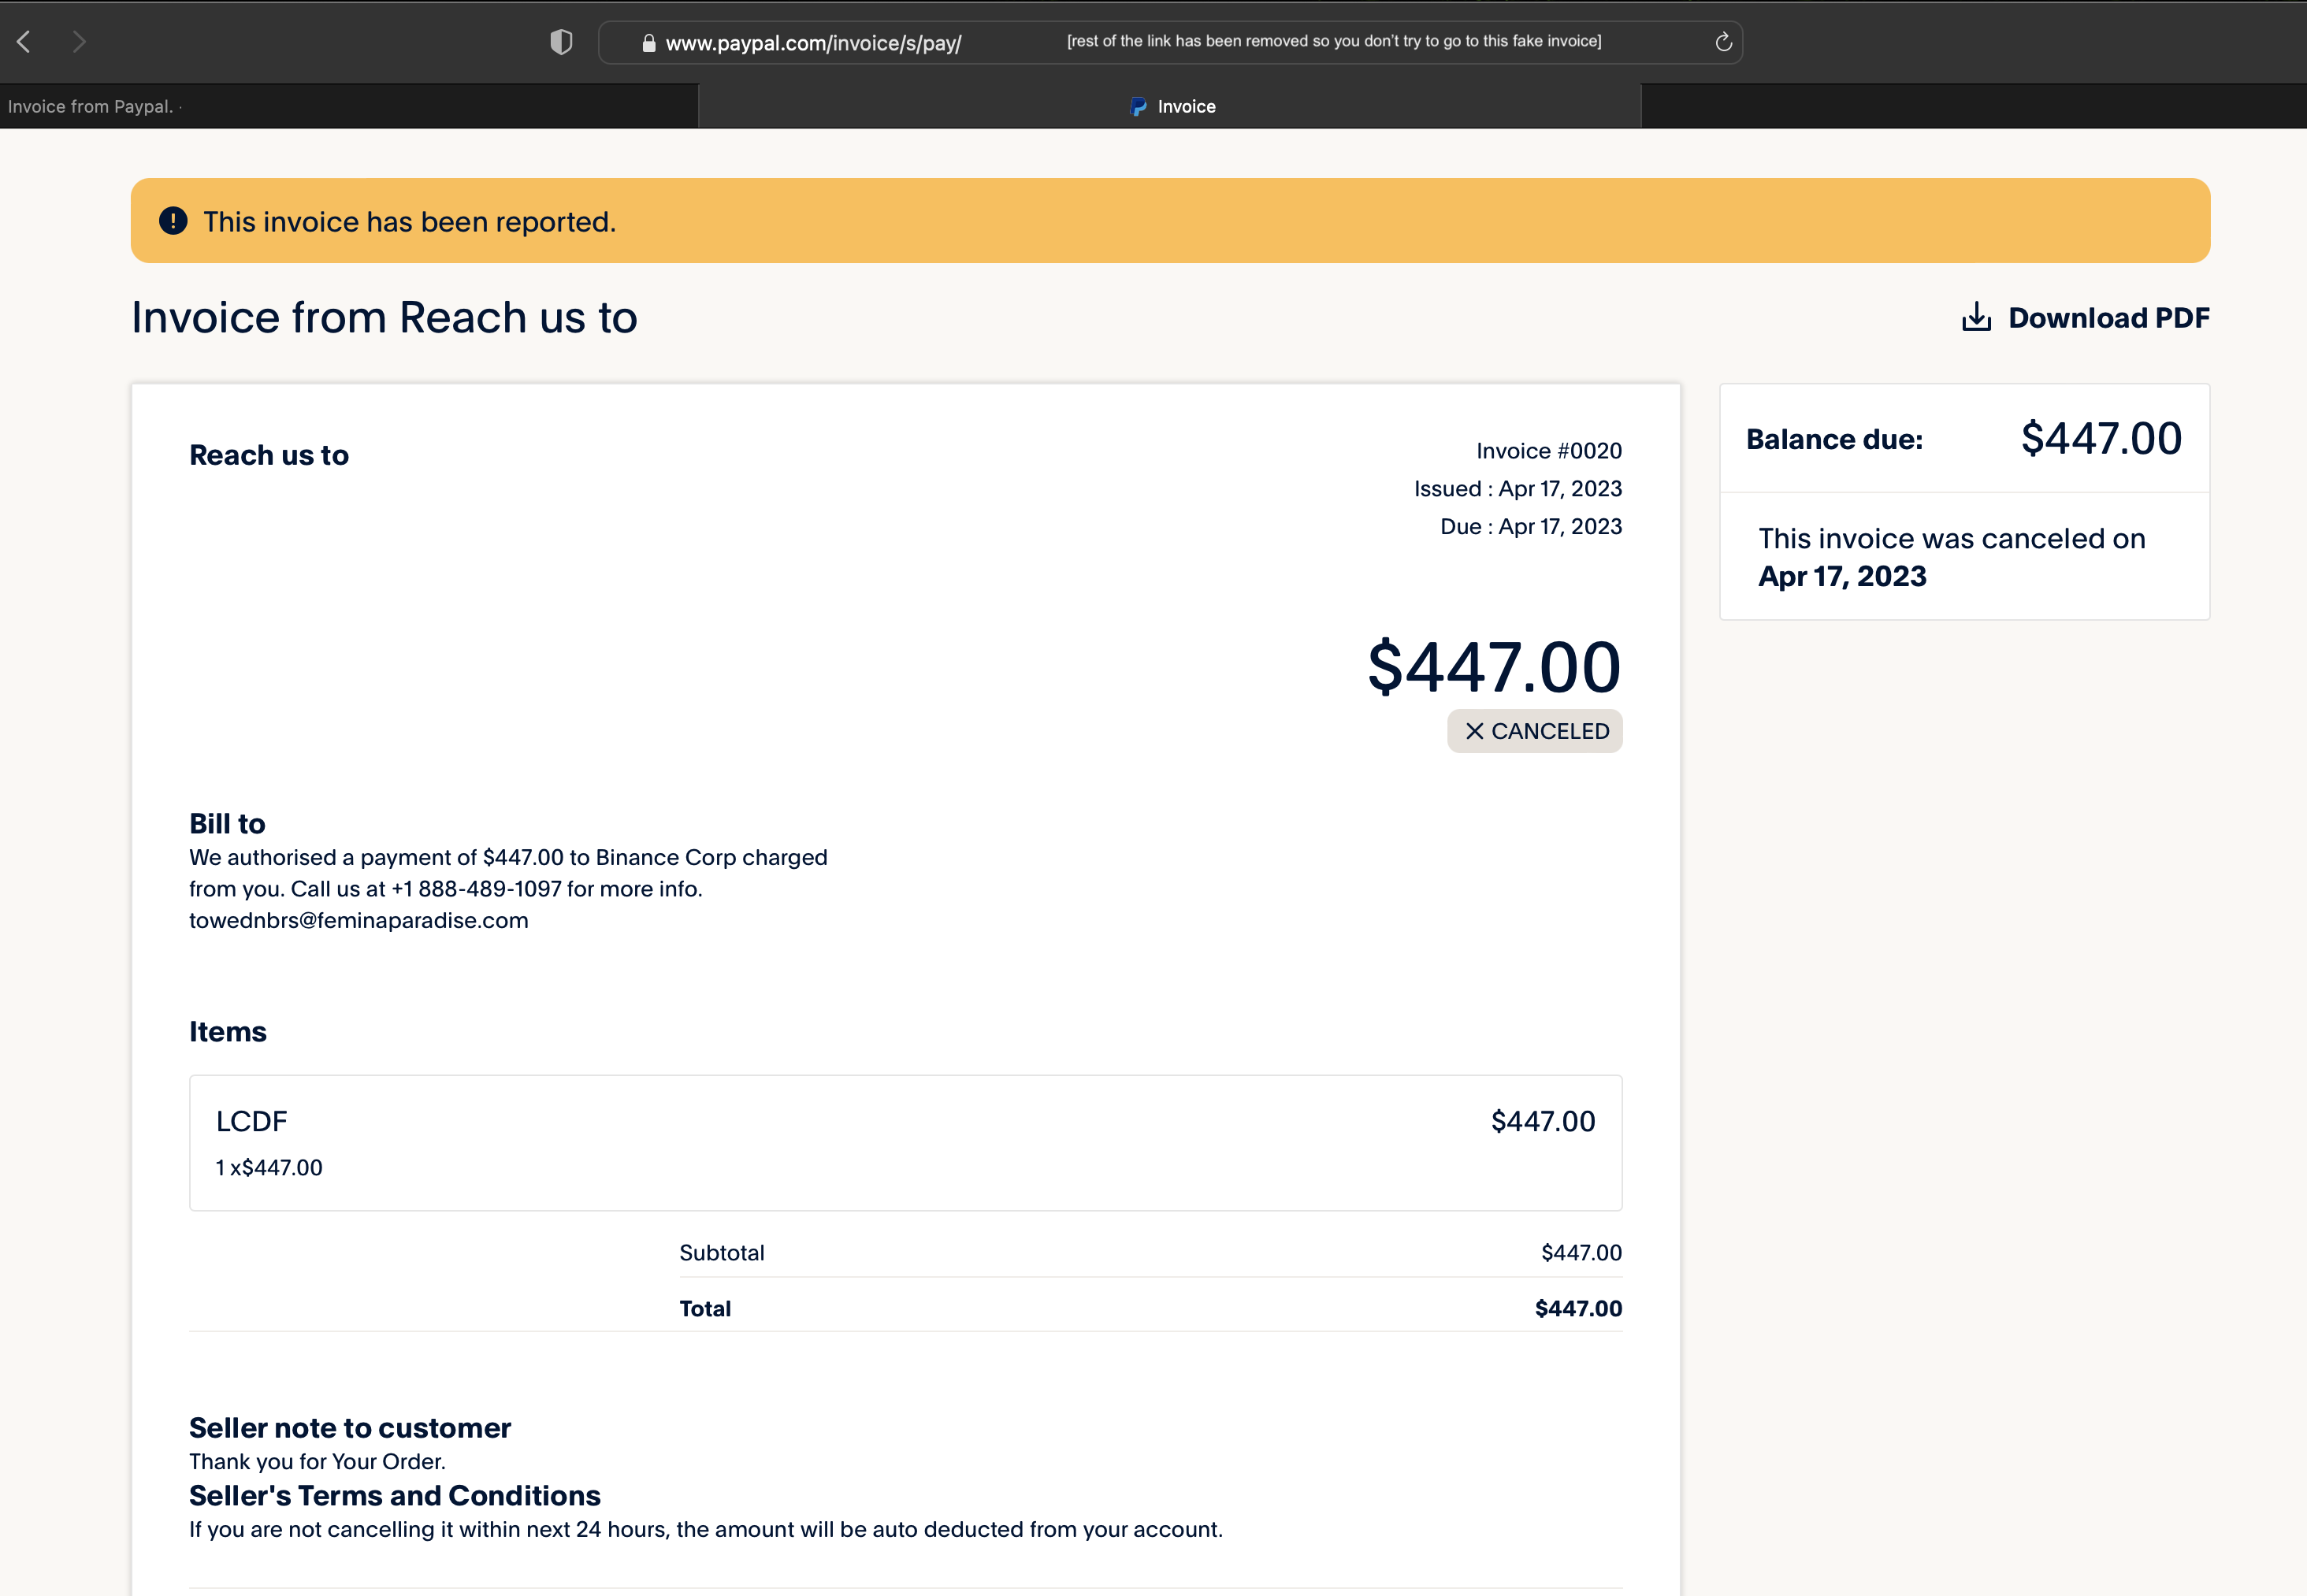 www.paypal.com/invoice/s/pay/ [rest of the link has been removed so you don't try to go to this fake invoice]
Invoice from Paypal. ·
Invoice
This invoice has been reported.
Invoice from Reach us to
Download PDF
Reach us to
Invoice #0020
Issued : Apr 17, 2023
Due : Apr 17, 2023
$447.00
CANCELED
Balance due: $447.00
This invoice was canceled on
Apr 17, 2023
Bill to
We authorised a payment of $447.00 to Binance Corp charged
from you. Call us at +1 888-489-1097 for more info.
towednbrs@feminaparadise.com
Items
LCDF $447.00
1 x$447.00
Subtotal $447.00
Total $447.00
Seller note to customer
Thank you for Your Order.
Seller's Terms and Conditions
If you are not cancelling it within next 24 hours, the amount will be auto deducted from your account.